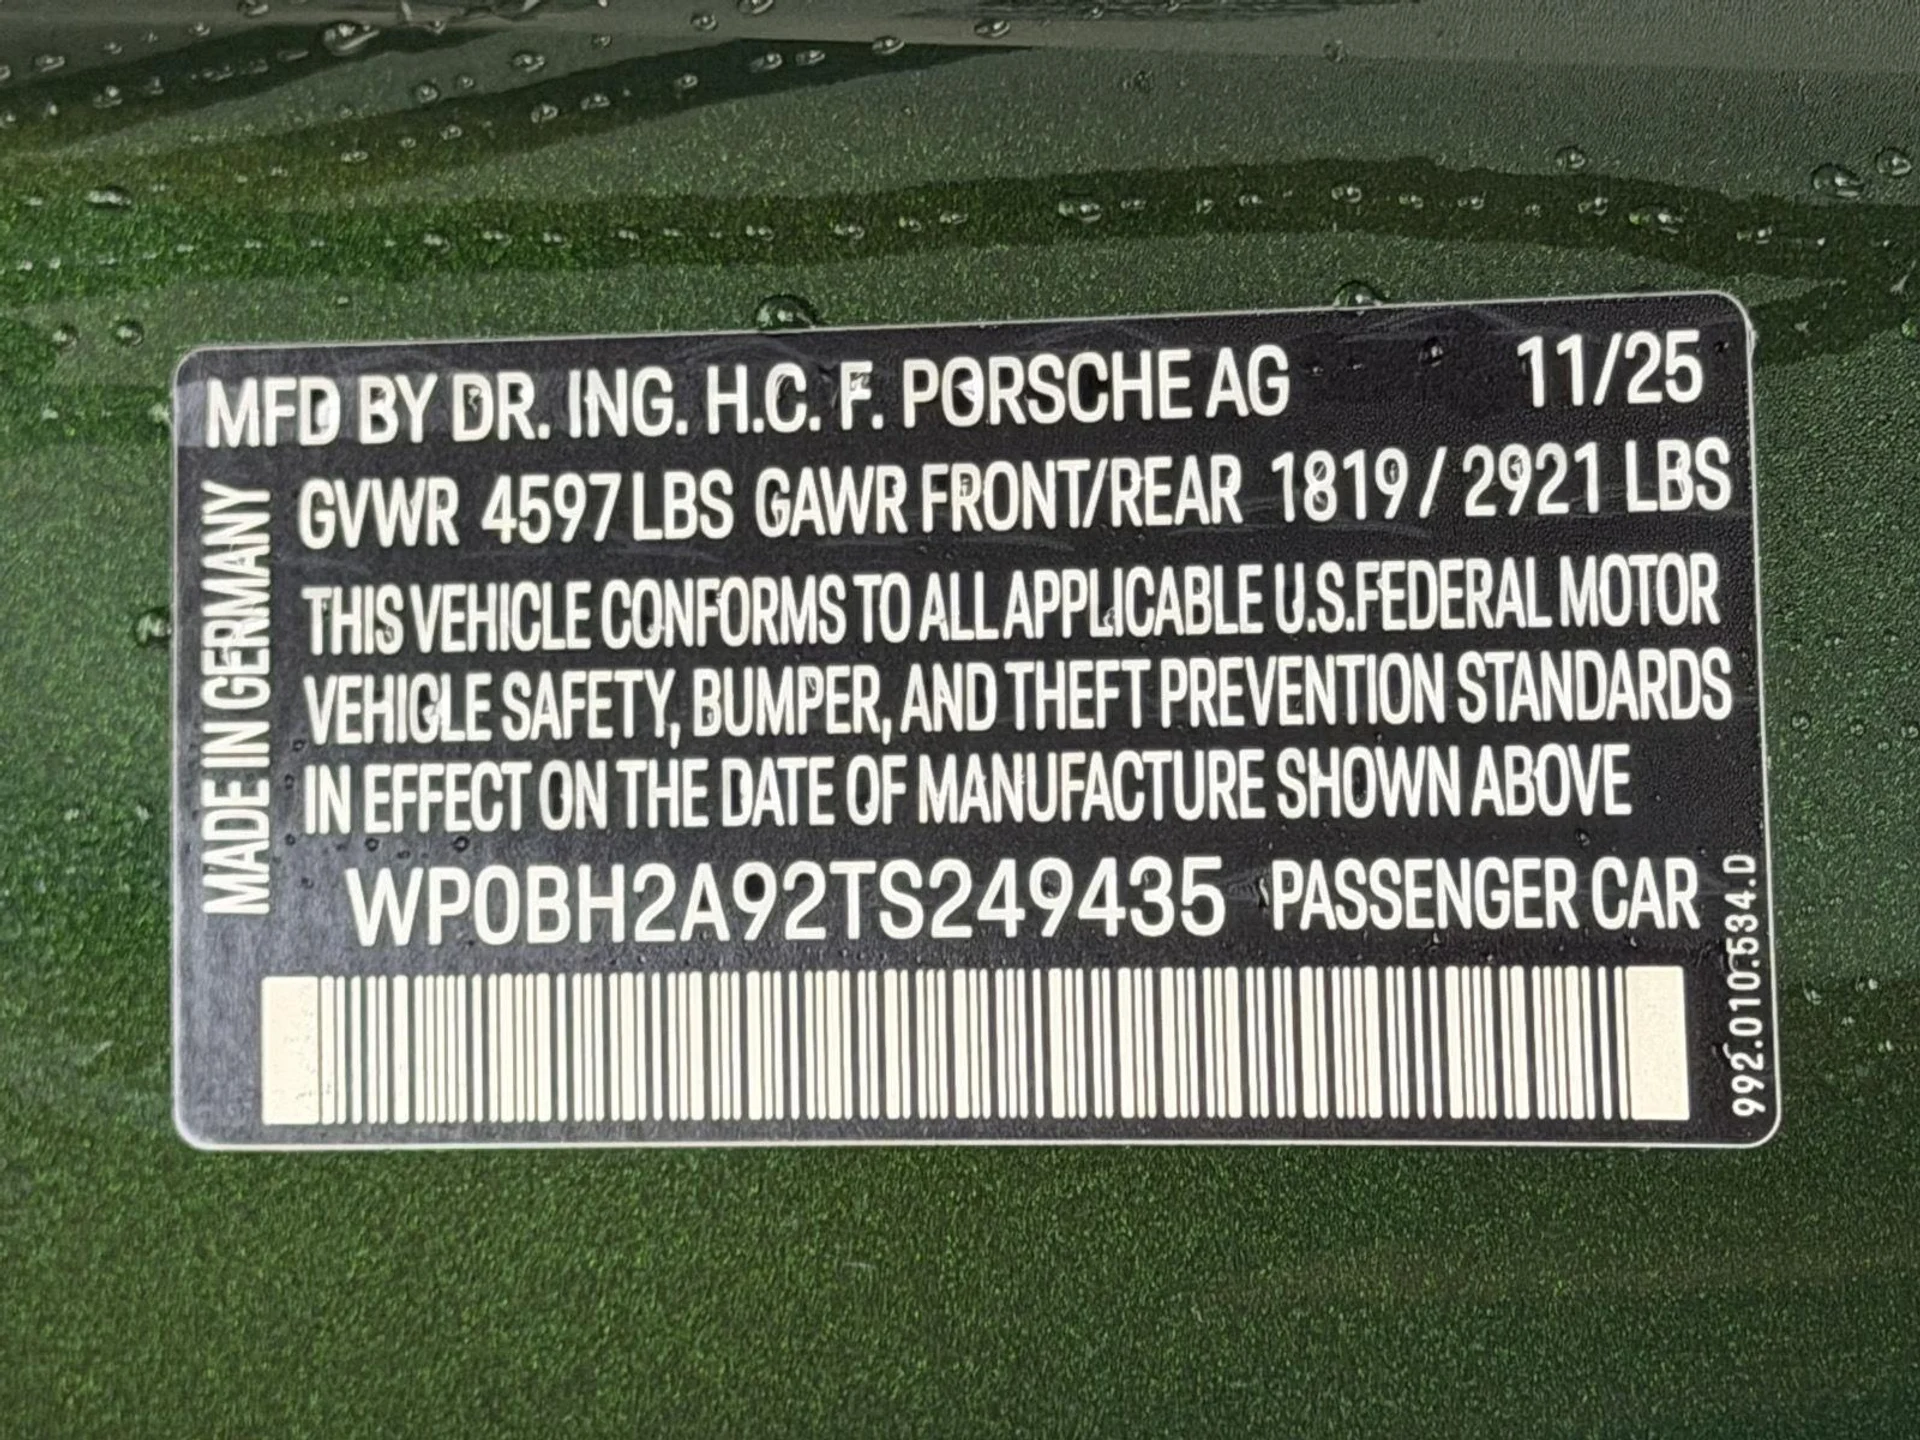 MFD BY DR. ING. H.C. F. PORSCHE AG 11/25
GVWR 4597 LBS GAWR FRONT/REAR 1819 / 2921 LBS
THIS VEHICLE CONFORMS TO ALL APPLICABLE U.S.FEDERAL MOTOR
VEHICLE SAFETY, BUMPER, AND THEFT PREVENTION STANDARDS
IN EFFECT ON THE DATE OF MANUFACTURE SHOWN ABOVE
WP0BH2A92TS249435 PASSENGER CAR
MADE IN GERMANY
992.010.534.D